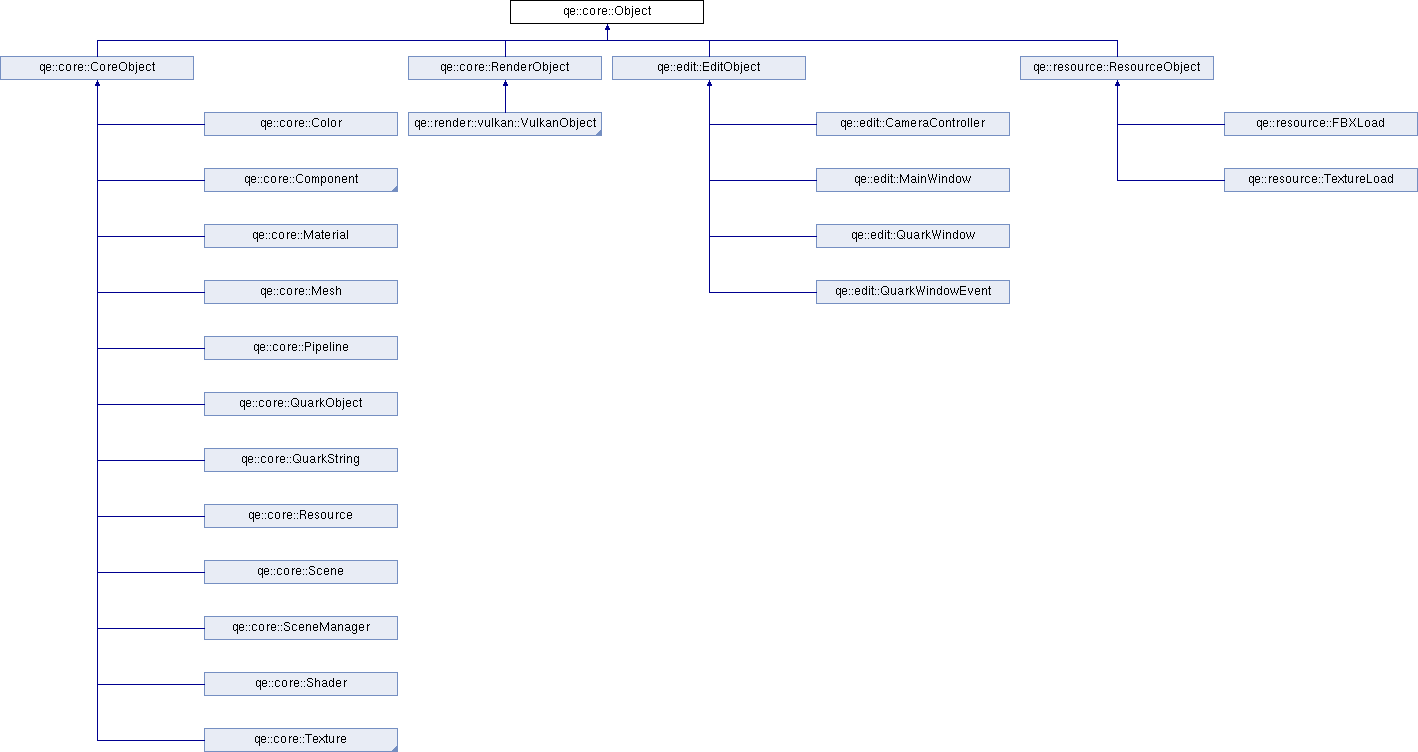 qe::core::Object
qe::core::CoreObject
qe::core::RenderObject
qe::edit::EditObject
qe::resource::ResourceObject
qe::core::Color
qe::render::vulkan::VulkanObject
qe::edit::CameraController
qe::resource::FBXLoad
qe::core::Component
qe::edit::MainWindow
qe::resource::TextureLoad
qe::core::Material
qe::edit::QuarkWindow
qe::core::Mesh
qe::edit::QuarkWindowEvent
qe::core::Pipeline
qe::core::QuarkObject
qe::core::QuarkString
qe::core::Resource
qe::core::Scene
qe::core::SceneManager
qe::core::Shader
qe::core::Texture